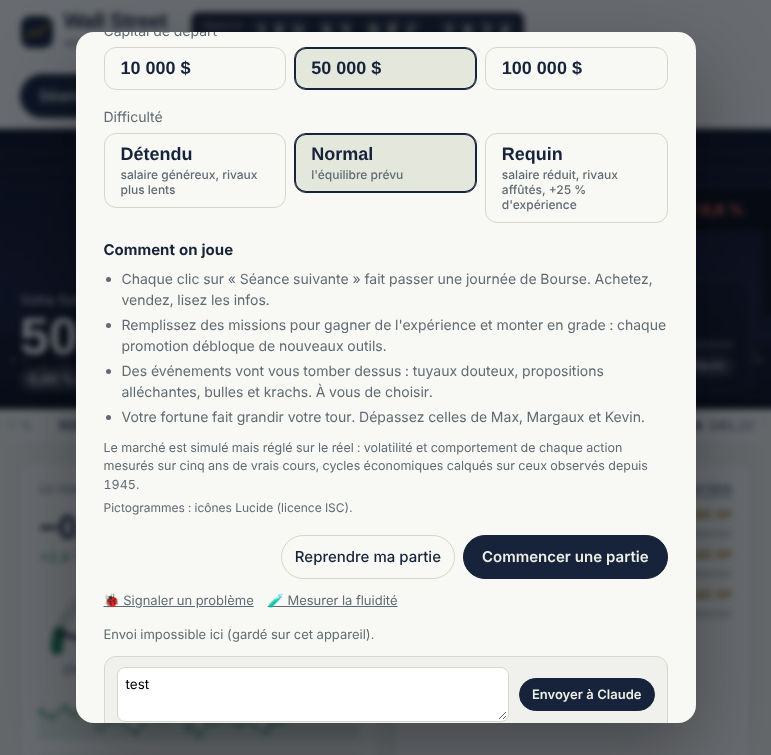 Wall Street
Capital de départ
10 000 $
50 000 $
100 000 $
Difficulté
Détendu
salaire généreux, rivaux
plus lents
Normal
l'équilibre prévu
Requin
salaire réduit, rivaux
affûtés, +25 %
d'expérience
Comment on joue
• Chaque clic sur « Séance suivante » fait passer une journée de Bourse. Achetez,
vendez, lisez les infos.
• Remplissez des missions pour gagner de l'expérience et monter en grade : chaque
promotion débloque de nouveaux outils.
• Des événements vont vous tomber dessus : tuyaux douteux, propositions
alléchantes, bulles et krachs. À vous de choisir.
• Votre fortune fait grandir votre tour. Dépassez celles de Max, Margaux et Kevin.
Le marché est simulé mais réglé sur le réel : volatilité et comportement de chaque action
mesurés sur cinq ans de vrais cours, cycles économiques calqués sur ceux observés depuis
1945.
Pictogrammes : icônes Lucide (licence ISC).
Reprendre ma partie
Commencer une partie
🐞 Signaler un problème
🧪 Mesurer la fluidité
Envoi impossible ici (gardé sur cet appareil).
test
Envoyer à Claude